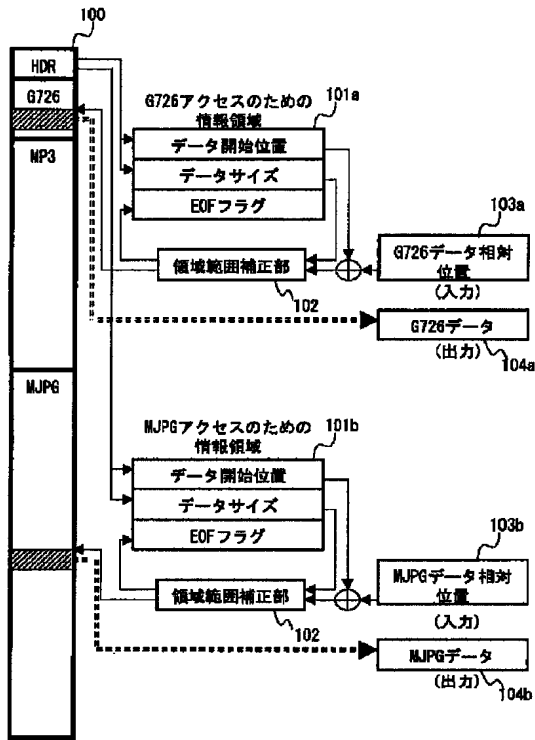 100
HDR
G726
MP3
MJPG
G726アクセスのための
情報領域
101a
データ開始位置
データサイズ
EOFフラグ
領域範囲補正部
102
103a
G726データ相対
位置
(入力)
G726データ
(出力)
104a
MJPGアクセスのための
情報領域
101b
データ開始位置
データサイズ
EOFフラグ
領域範囲補正部
102
103b
MJPGデータ相対
位置
(入力)
MJPGデータ
(出力)
104b